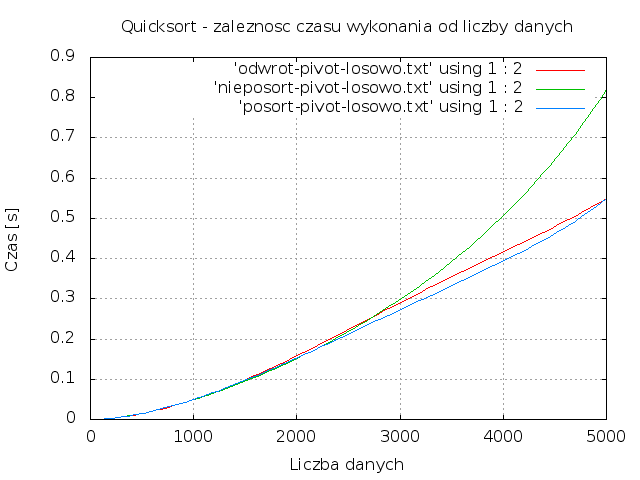 Quicksort - zaleznosc czasu wykonania od liczby danych
0.9
'odwrot-pivot-losowo.txt' using 1 : 2
'nieposort-pivot-losowo.txt' using 1 : 2
'posort-pivot-losowo.txt' using 1 : 2
0.8
0.7
0.6
0.5
0.4
0.3
0.2
0.1
0
Czas [s]
0 1000 2000 3000 4000 5000
Liczba danych